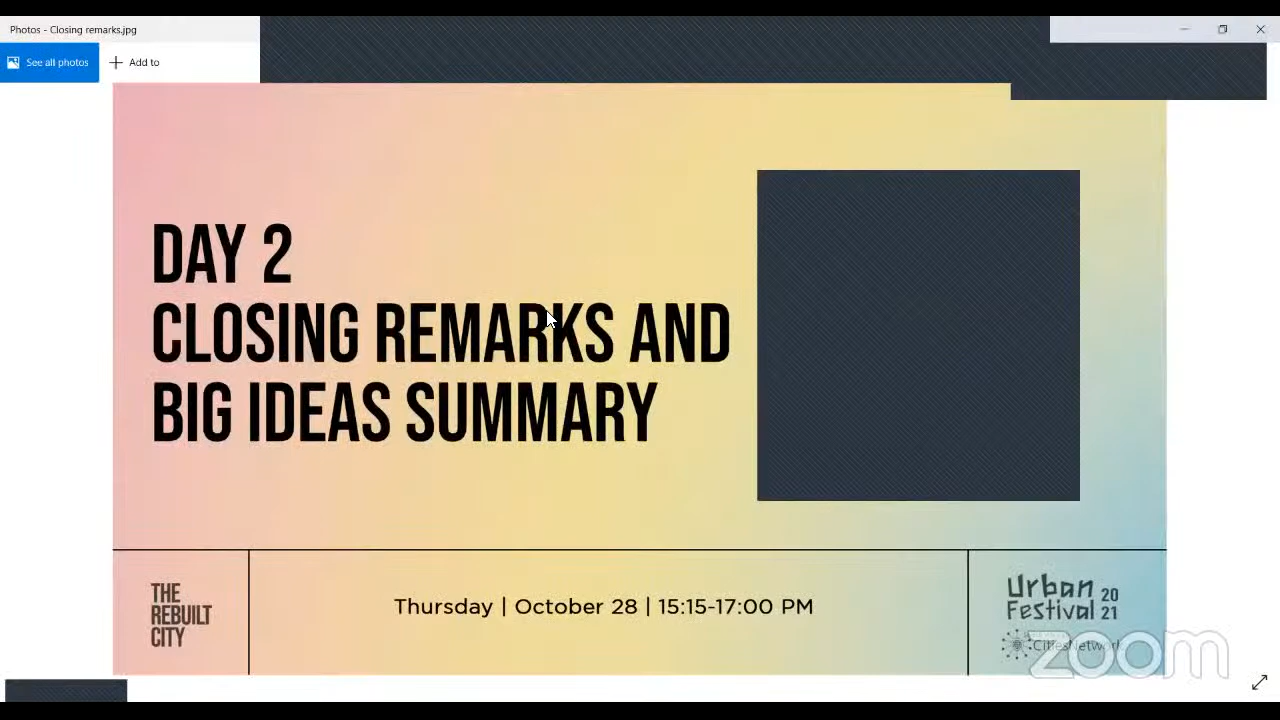 Photos - Closing remarks.jpg
See all photos
Add to
DAY 2
CLOSING REMARKS AND
BIG IDEAS SUMMARY
THE
REBUILT
CITY
Thursday | October 28 | 15:15-17:00 PM
Urban 20
Festival 21
CitiesNetwork
zoom